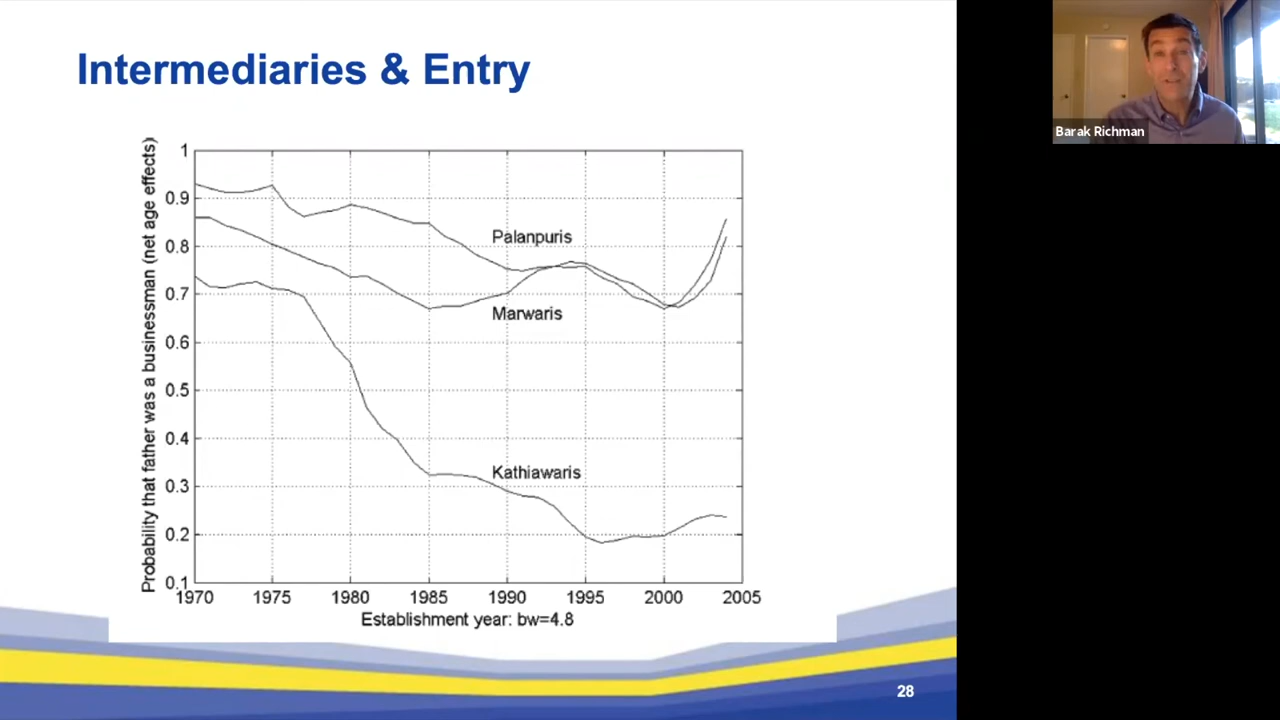 Intermediaries & Entry
Barak Richman
Probability that father was a businessman (net age effects)
1
0.9
0.8
0.7
0.6
0.5
0.4
0.3
0.2
0.1
Palanpuris
Marwaris
Kathiawaris
1970 1975 1980 1985 1990 1995 2000 2005
Establishment year: bw=4.8
28